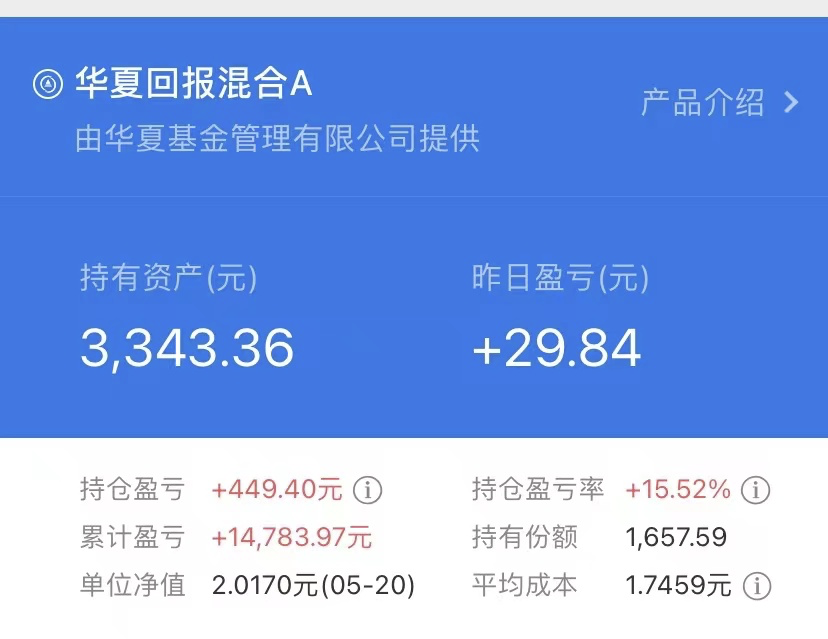 华夏回报混合A
由华夏基金管理有限公司提供
产品介绍
持有资产(元)
昨日盈亏(元)
3,343.36
+29.84
持仓盈亏 +449.40元
持仓盈亏率 +15.52%
累计盈亏 +14,783.97元
持有份额 1,657.59
单位净值 2.0170元(05-20)
平均成本 1.7459元